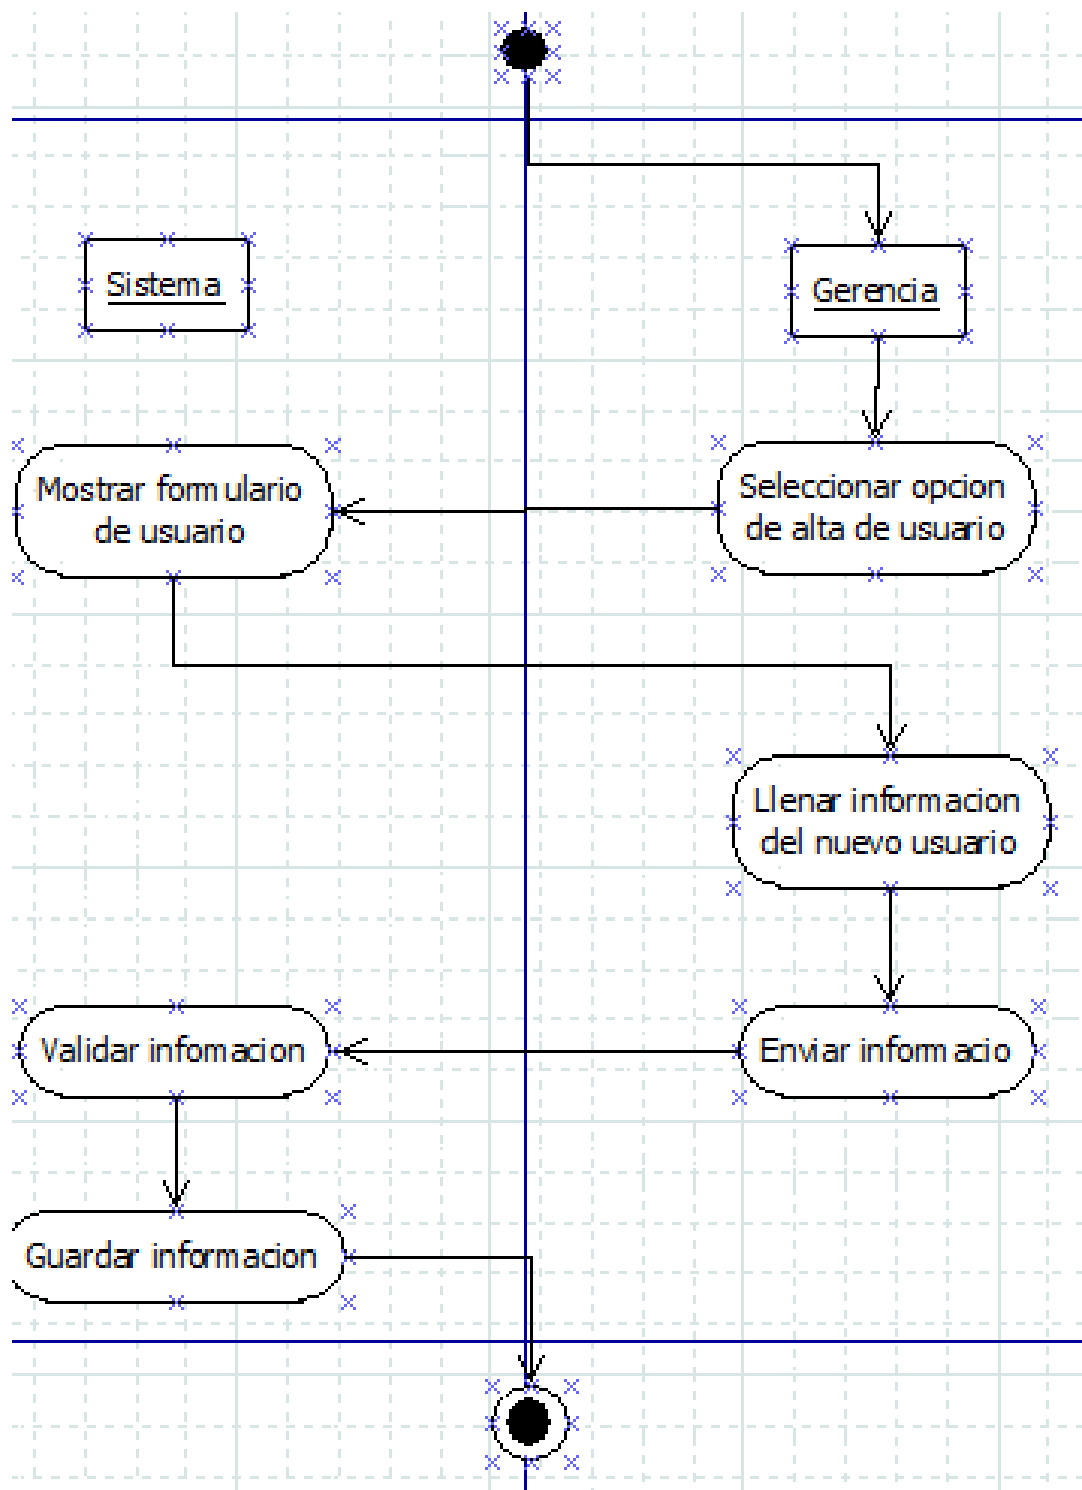 Sistema
Gerencia
Mostrar formulario
de usuario
Seleccionar opcion
de alta de usuario
Llenar informacion
del nuevo usuario
Validar infomacion
Enviar informacio
Guardar informacion